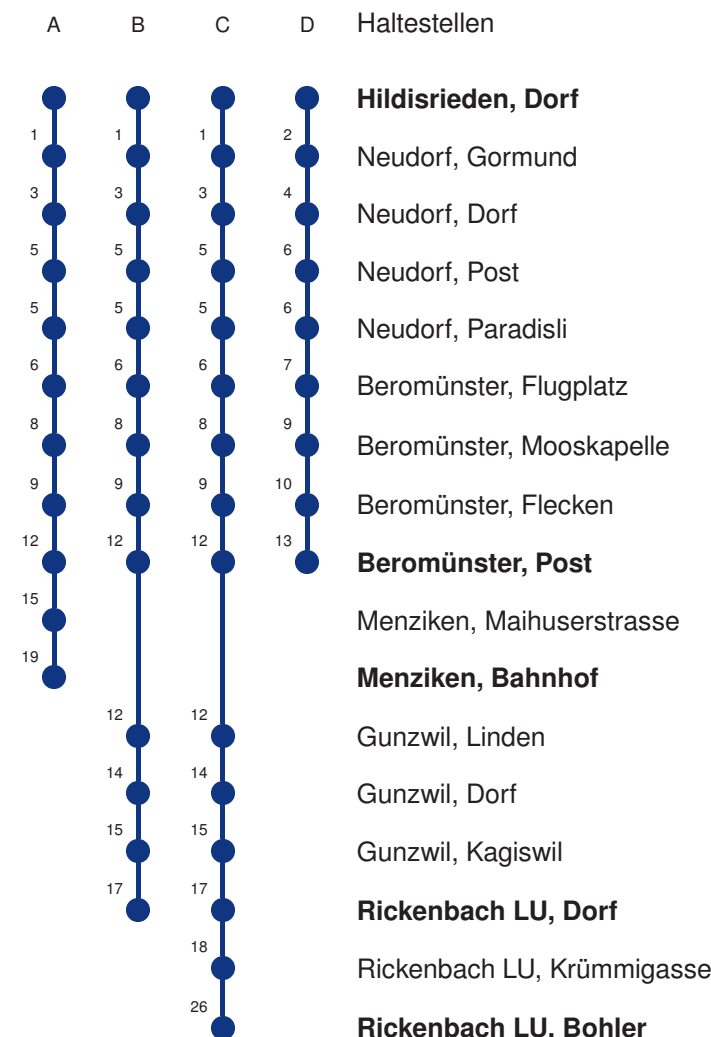 A B C D Haltestellen
Hildisrieden, Dorf
1 1 1 2 Neudorf, Gormund
3 3 3 4 Neudorf, Dorf
5 5 5 6 Neudorf, Post
5 5 5 6 Neudorf, Paradisli
6 6 6 7 Beromünster, Flugplatz
8 8 8 9 Beromünster, Mooskapelle
9 9 9 10 Beromünster, Flecken
12 12 12 13 Beromünster, Post
15 Menziken, Maihuserstrasse
19 Menziken, Bahnhof
12 12 Gunzwil, Linden
14 14 Gunzwil, Dorf
15 15 Gunzwil, Kagiswil
17 17 Rickenbach LU, Dorf
18 Rickenbach LU, Krümmigasse
26 Rickenbach LU, Bohler